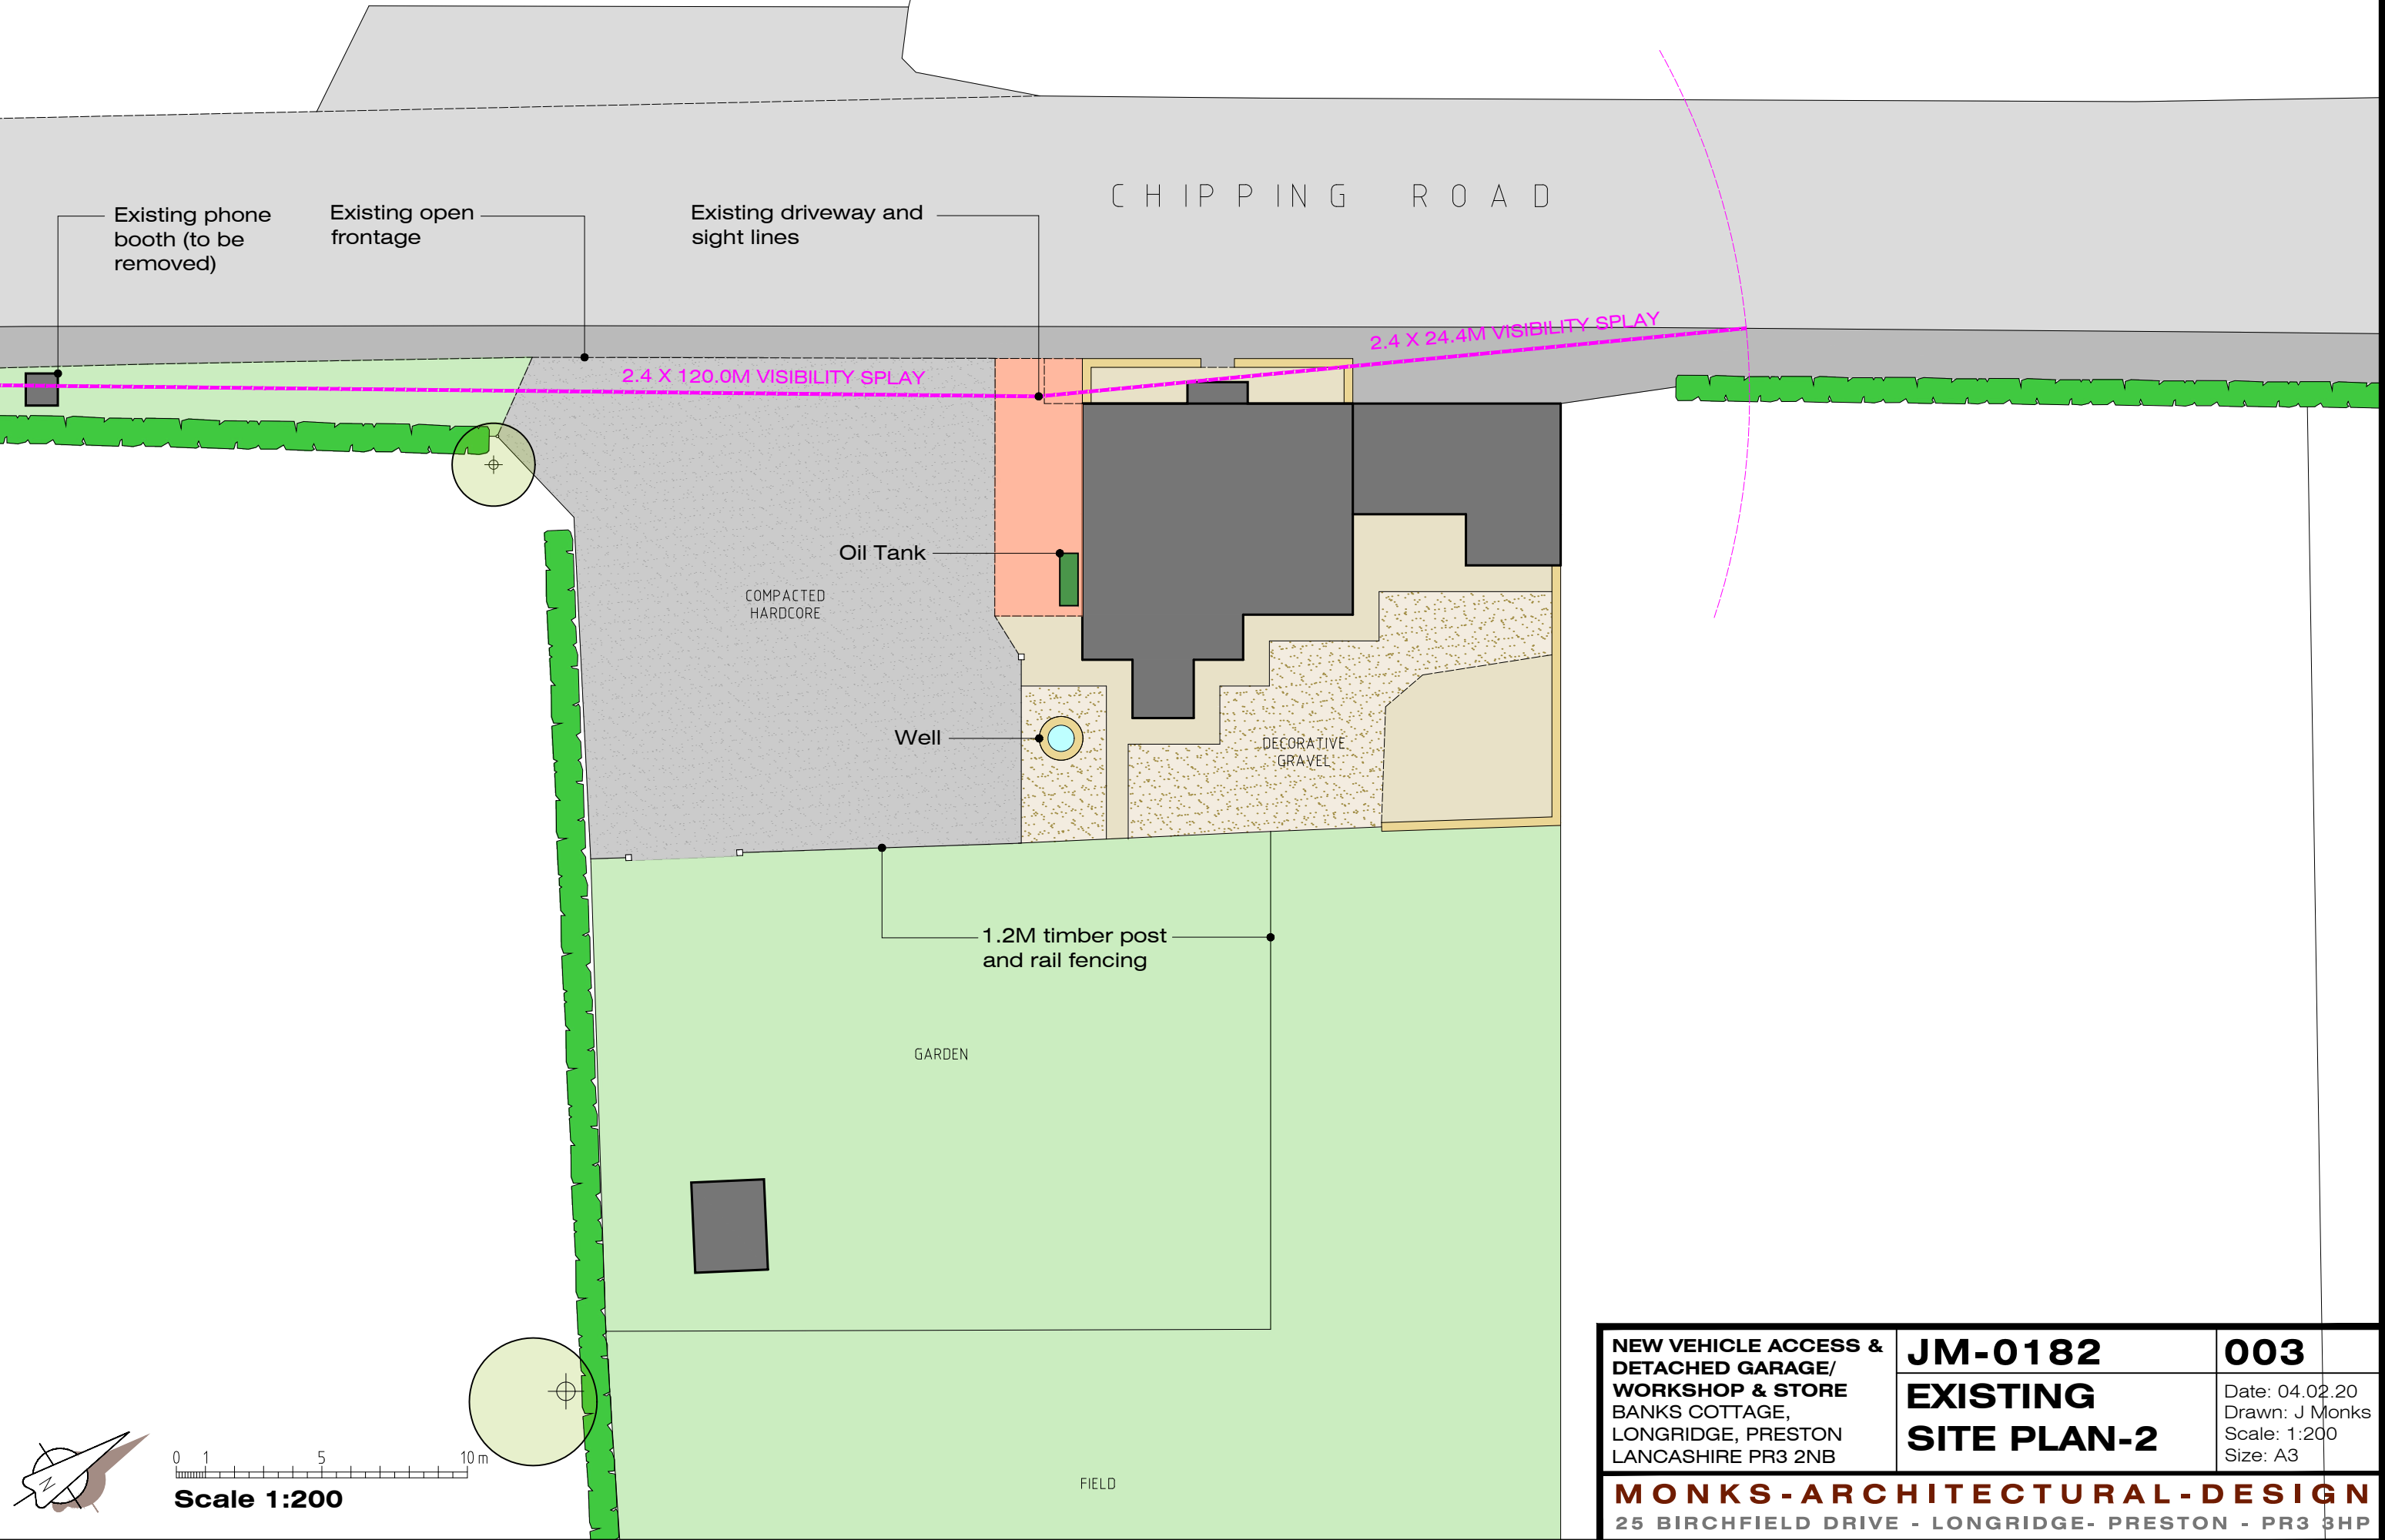 CHIPPING ROAD
Existing phone
booth (to be
removed)
Existing open
frontage
Existing driveway and
sight lines
2.4 X 24.4M VISIBILITY SPLAY
2.4 X 120.0M VISIBILITY SPLAY
Oil Tank
COMPACTED
HARDCORE
Well
DECORATIVE
GRAVEL
1.2M timber post
and rail fencing
GARDEN
FIELD
N
0 1 5 10 m
Scale 1:200
NEW VEHICLE ACCESS &
DETACHED GARAGE/
WORKSHOP & STORE
BANKS COTTAGE,
LONGRIDGE, PRESTON
LANCASHIRE PR3 2NB
JM-0182
EXISTING
SITE PLAN-2
003
Date: 04.02.20
Drawn: J Monks
Scale: 1:200
Size: A3
MONKS-ARCHITECTURAL-DESIGN
25 BIRCHFIELD DRIVE - LONGRIDGE- PRESTON - PR3 3HP